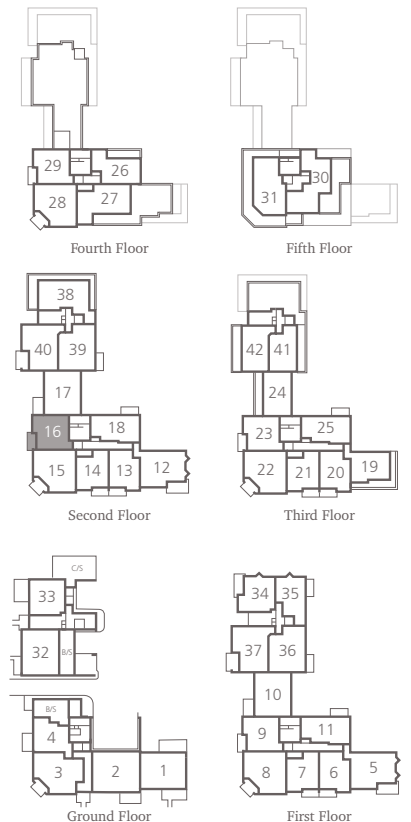 29 26
28 27
Fourth Floor
30
31
Fifth Floor
38
40 39
17
16 18
15 14 13 12
Second Floor
42 41
24
23 25
22 21 20 19
Third Floor
C/S
33
32 B/S
B/S
4
3 2 1
Ground Floor
34 35
37 36
10
9 11
8 7 6 5
First Floor